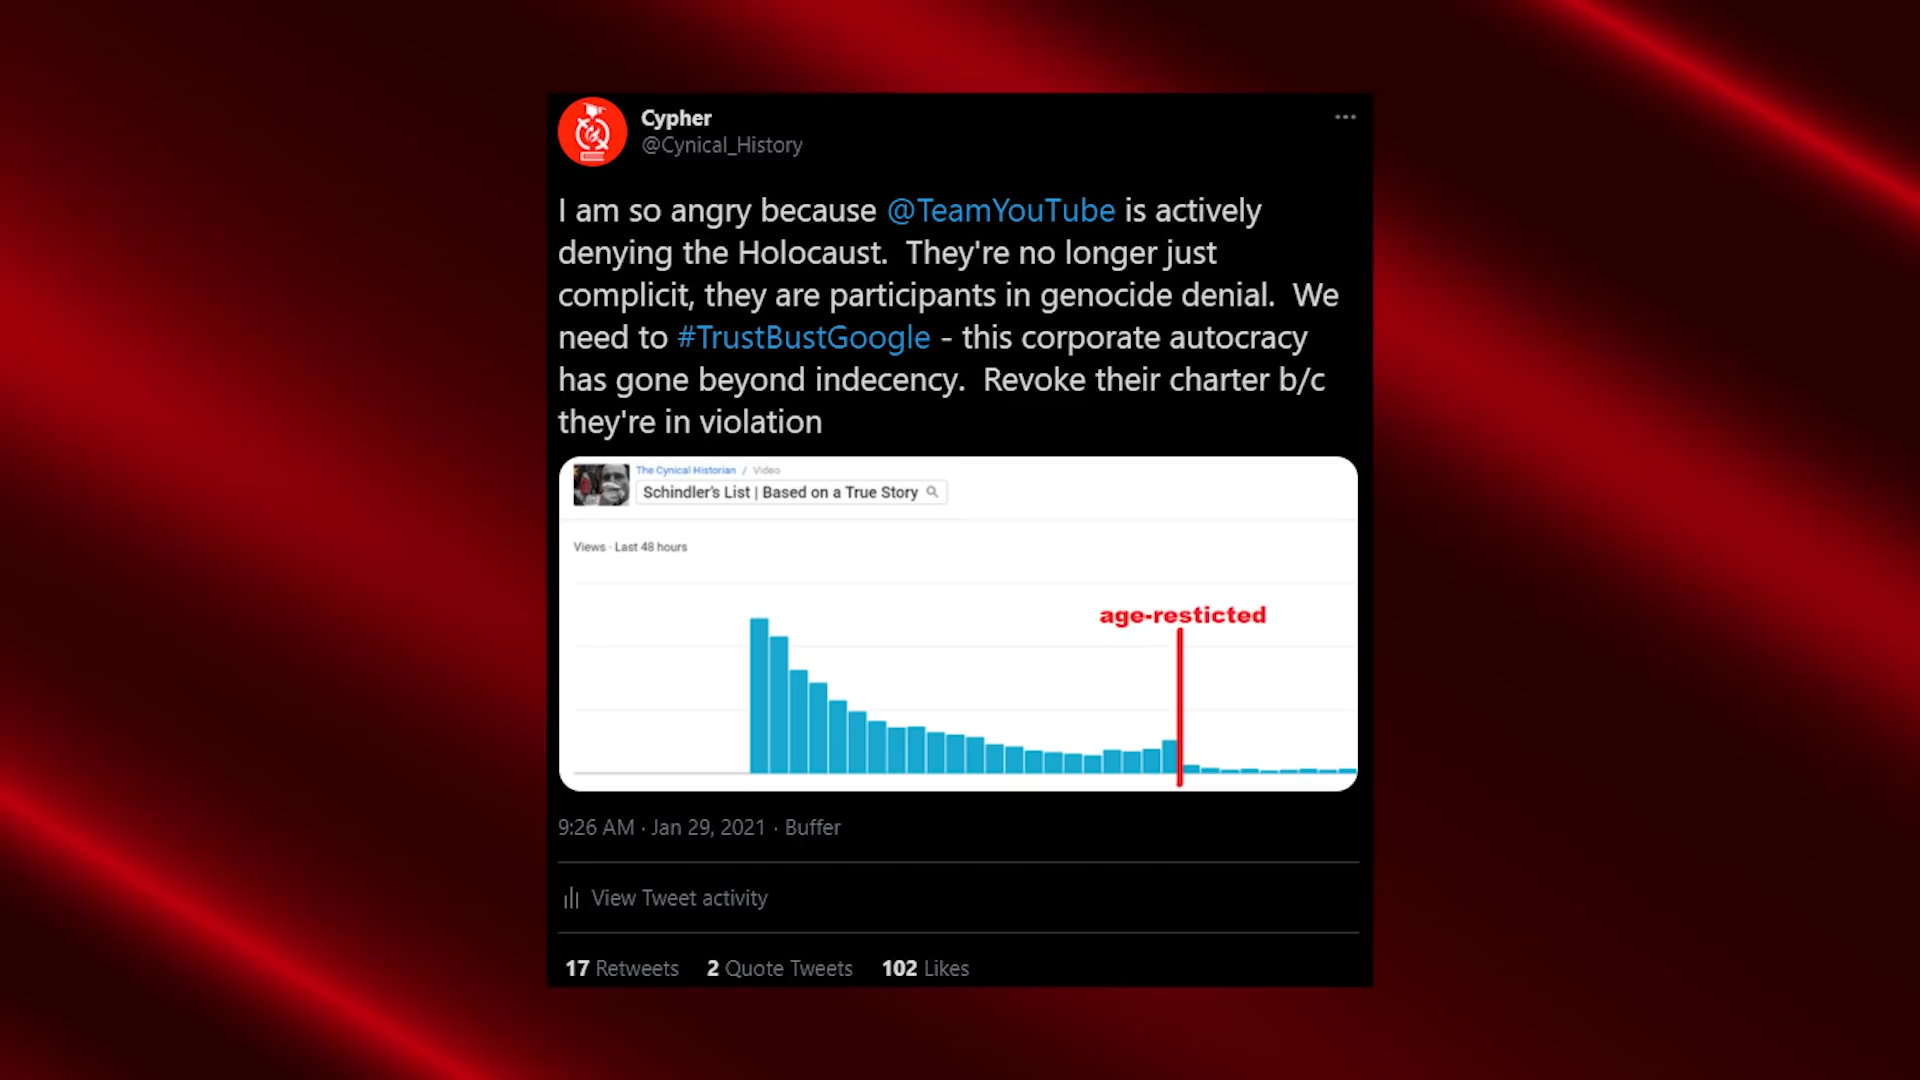 Cypher
@Cynical_History
I am so angry because @TeamYouTube is actively
denying the Holocaust.  They're no longer just
complicit, they are participants in genocide denial.  We
need to #TrustBustGoogle - this corporate autocracy
has gone beyond indecency.  Revoke their charter b/c
they're in violation
The Cynical Historian / Video
Schindler's List | Based on a True Story
Views · Last 48 hours
age-resticted
9:26 AM · Jan 29, 2021 · Buffer
View Tweet activity
17 Retweets 2 Quote Tweets 102 Likes